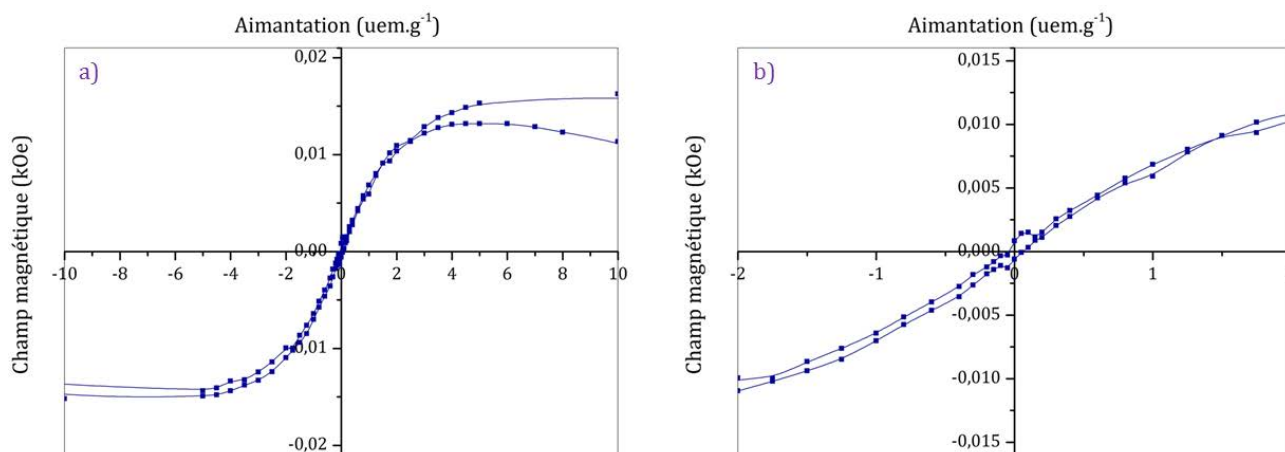 Aimantation (uem.g⁻¹)
a)
Champ magnétique (kOe)
0,02
0,01
0,00
-0,01
-0,02
-10 -8 -6 -4 -2 0 2 4 6 8 10
Aimantation (uem.g⁻¹)
b)
Champ magnétique (kOe)
0,015
0,010
0,005
0,000
-0,005
-0,010
-0,015
-2 -1 0 1